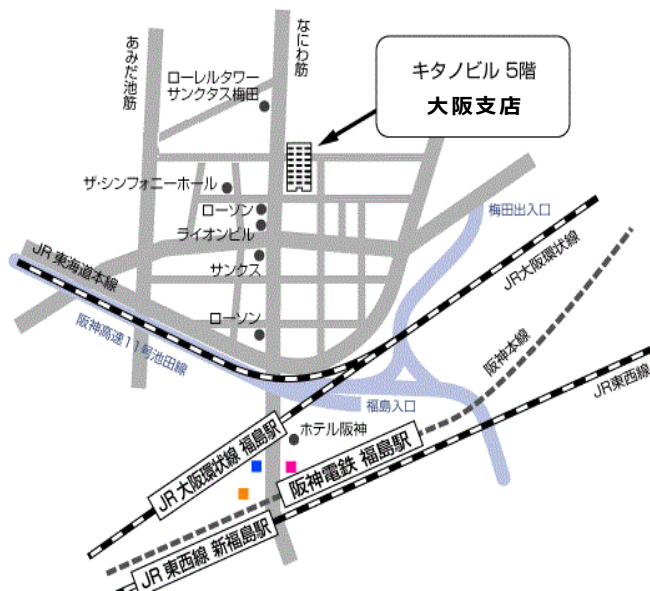 なにわ筋
あみだ池筋
キタノビル 5階
大阪支店
ローレルタワー
サンクタス梅田
ザ・シンフォニーホール
ローソン
ライオンビル
サンクス
梅田出入口
JR大阪環状線
JR 東海道本線
阪神高速11号池田線
ローソン
阪神本線
JR東西線
福島入口
ホテル阪神
JR 大阪環状線 福島駅
阪神電鉄 福島駅
JR 東西線 新福島駅